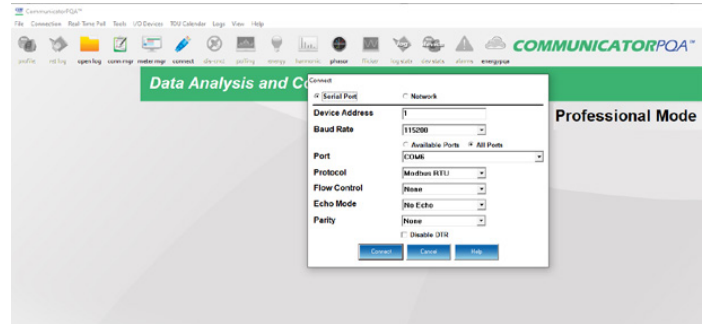 CommunicatorPQA™
File Connection Real-Time Poll Tools I/O Devices TOU Calendar Logs View Help
profile ret.log open log conn mgr meter mgr connect disconct polling energy harmonic phasor flicker log stats dev stats alarms energypqa
COMMUNICATORPQA™
Data Analysis and Co
Professional Mode
Connect
Serial Port Network
Device Address 1
Baud Rate 115200
Available Ports All Ports
Port COM6
Protocol Modbus RTU
Flow Control None
Echo Mode No Echo
Parity None
Disable DTR
Connect Cancel Help